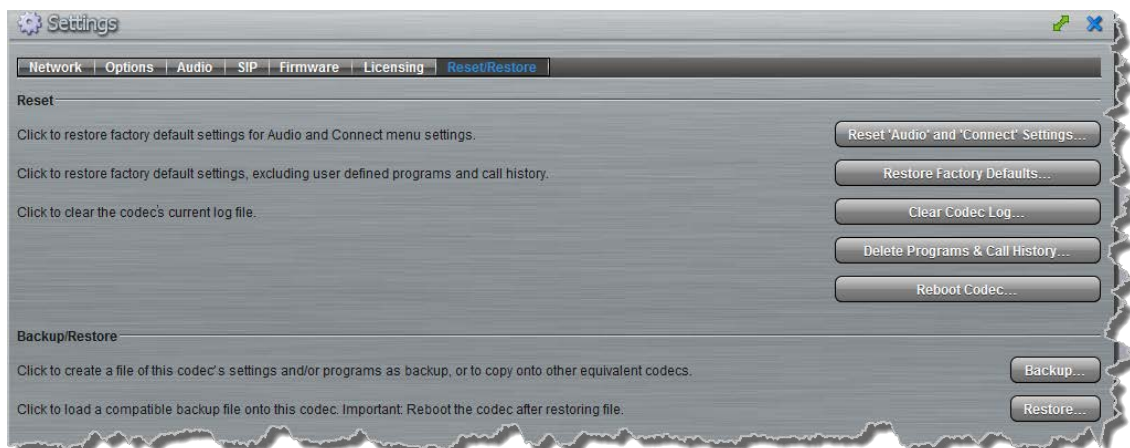 Settings
Network Options Audio SIP Firmware Licensing Reset/Restore
Reset
Click to restore factory default settings for Audio and Connect menu settings. Reset 'Audio' and 'Connect' Settings...
Click to restore factory default settings, excluding user defined programs and call history. Restore Factory Defaults...
Click to clear the codec's current log file. Clear Codec Log...
Delete Programs & Call History...
Reboot Codec...
Backup/Restore
Click to create a file of this codec's settings and/or programs as backup, or to copy onto other equivalent codecs. Backup...
Click to load a compatible backup file onto this codec. Important: Reboot the codec after restoring file. Restore...